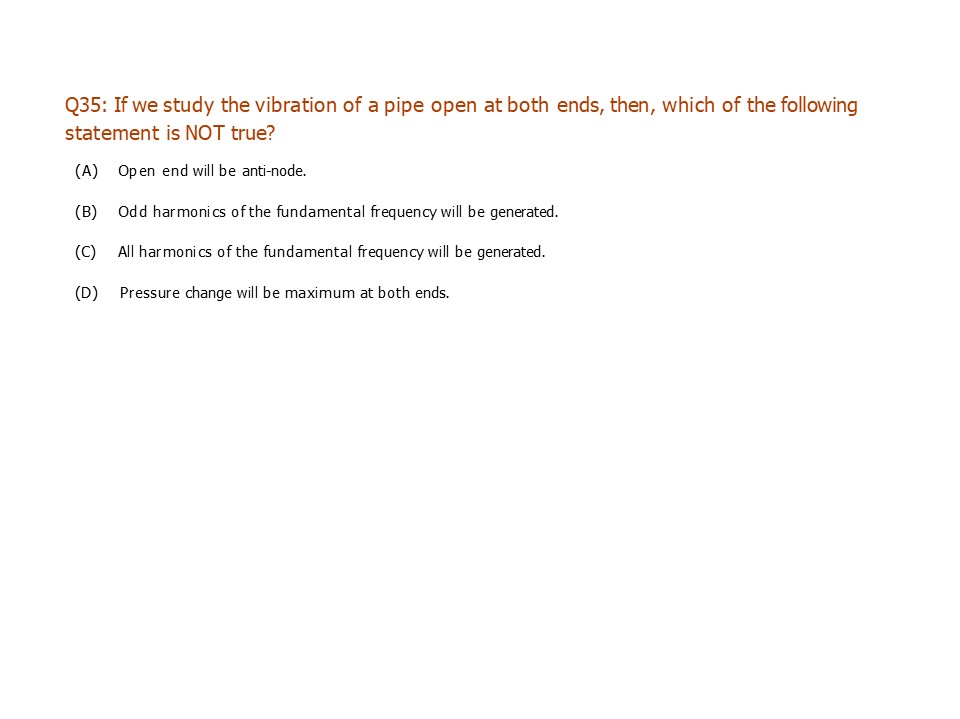 Q35: If we study the vibration of a pipe open at both ends, then, which of the following
statement is NOT true?
(A) Open end will be anti-node.
(B) Odd harmonics of the fundamental frequency will be generated.
(C) All harmonics of the fundamental frequency will be generated.
(D) Pressure change will be maximum at both ends.